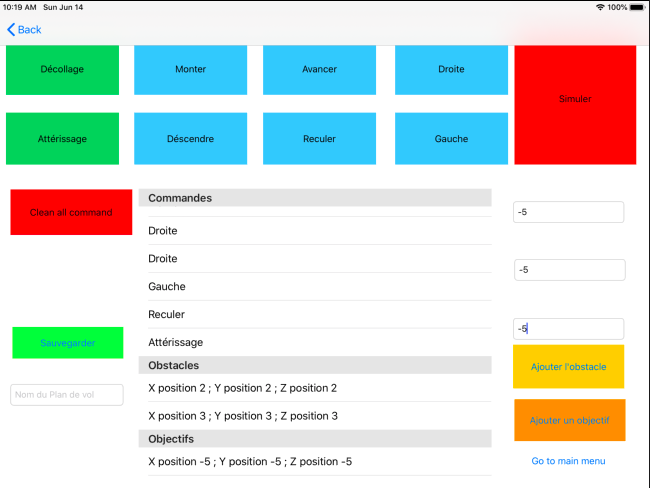 10:19 AM Sun Jun 14 100%
Back
Décollage Monter Avancer Droite
Simuler
Attérissage Déscendre Reculer Gauche
Clean all command
Commandes
-5
Droite
Droite
-5
Gauche
Reculer
-5
Sauvegarder
Attérissage
Obstacles
Ajouter l'obstacle
X position 2 ; Y position 2 ; Z position 2
Nom du Plan de vol
X position 3 ; Y position 3 ; Z position 3
Ajouter un objectif
Objectifs
X position -5 ; Y position -5 ; Z position -5
Go to main menu